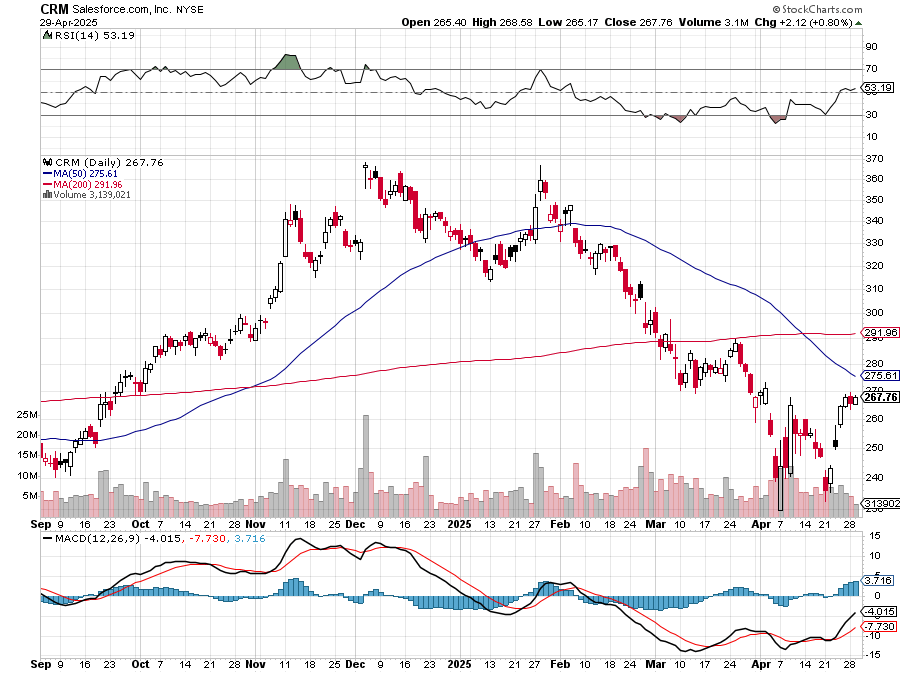 CRM Salesforce.com, Inc. NYSE © StockCharts.com
29-Apr-2025 Open 265.40 High 268.58 Low 265.17 Close 267.76 Volume 3.1M Chg +2.12 (+0.80%)
RSI(14) 53.19
90
70
53.19
30
10
CRM (Daily) 267.76
MA(50) 275.61
MA(200) 291.96
Volume 3,139,021
370
360
350
340
330
320
310
300
291.96
280
275.61
267.76
260
250
240
25M
20M
15M
10M
5M
313902
Sep 9 16 23 Oct 7 14 21 28 Nov 11 18 25 Dec 9 16 23 2025 13 21 27 Feb 10 18 24 Mar 10 17 24 Apr 7 14 21 28
MACD(12,26,9) -4.015, -7.730, 3.716
15
10
5
3.716
0
-4.015
-7.730
-10
-15
Sep 9 16 23 Oct 7 14 21 28 Nov 11 18 25 Dec 9 16 23 2025 13 21 27 Feb 10 18 24 Mar 10 17 24 Apr 7 14 21 28